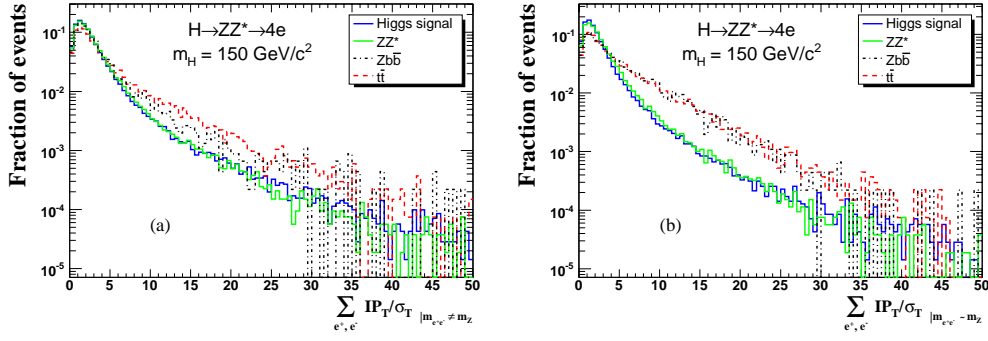 Fraction of events
10⁻¹
10⁻²
10⁻³
10⁻⁴
10⁻⁵
H→ZZ*→4e
m_H = 150 GeV/c²
Higgs signal
ZZ*
Zbb̄
tt̄
(a)
0 5 10 15 20 25 30 35 40 45 50
∑ IP_T/σ_T |m_e⁺e⁻ ≠ m_Z
e⁺, e⁻
Fraction of events
10⁻¹
10⁻²
10⁻³
10⁻⁴
10⁻⁵
H→ZZ*→4e
m_H = 150 GeV/c²
Higgs signal
ZZ*
Zbb̄
tt̄
(b)
0 5 10 15 20 25 30 35 40 45 50
∑ IP_T/σ_T |m_e⁺e⁻ ~ m_Z
e⁺, e⁻